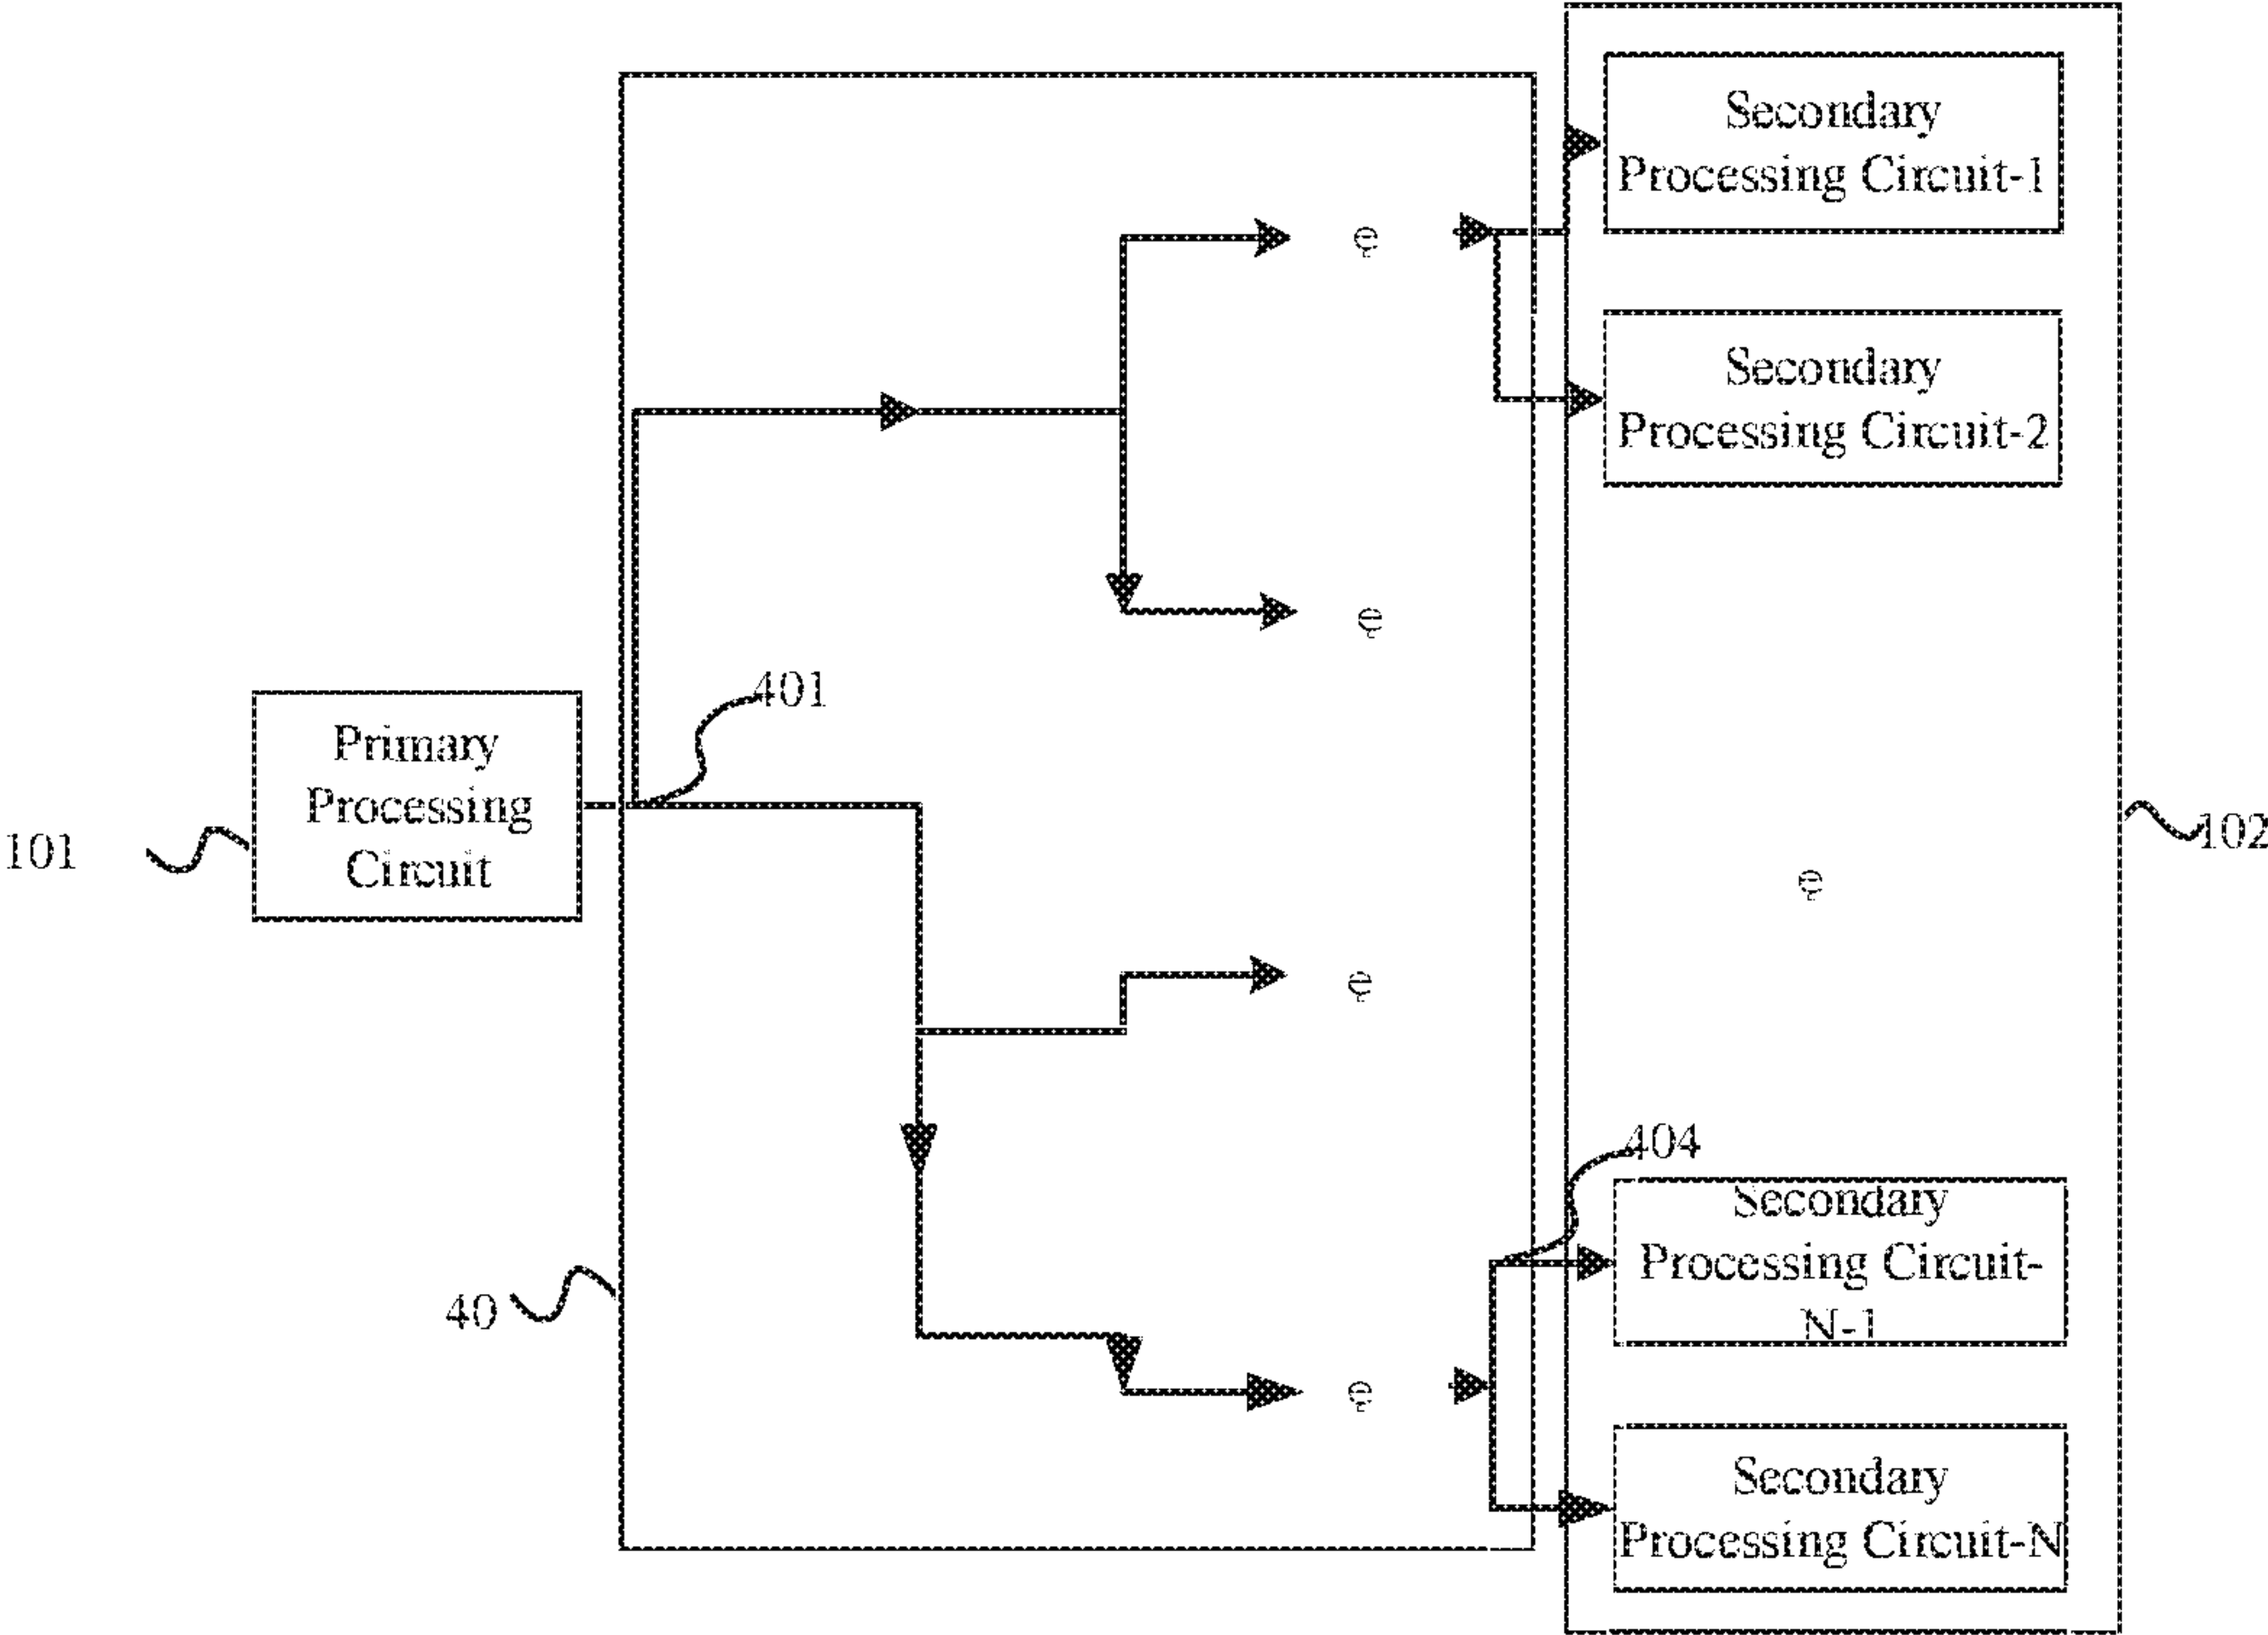 Secondary
Processing Circuit-1
Secondary
Processing Circuit-2
401
Primary
Processing
Circuit
101
102
404
Secondary
Processing Circuit-
N-1
40
Secondary
Processing Circuit-N